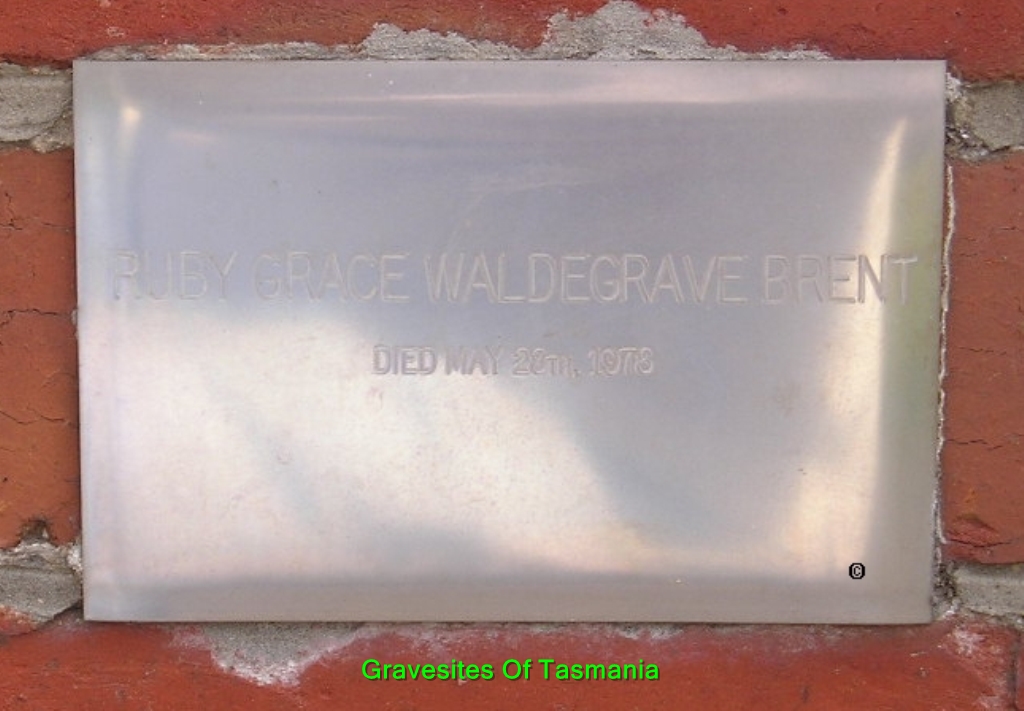 RUBY GRACE WALDEGRAVE BRENT
DIED MAY 28TH, 1978
©
Gravesites Of Tasmania